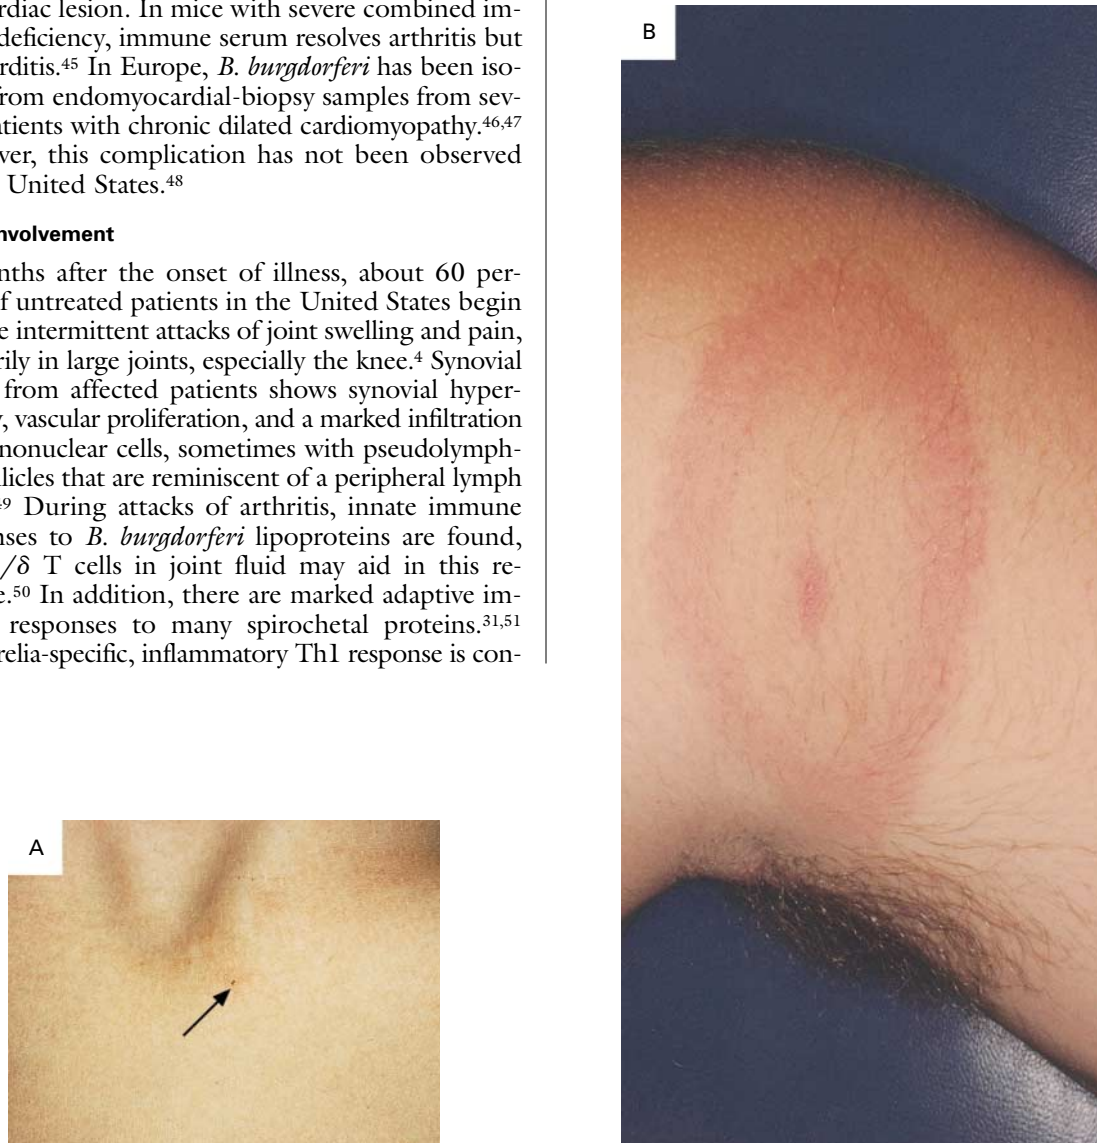 rdiac lesion. In mice with severe combined im-
deficiency, immune serum resolves arthritis but
rditis.45 In Europe, B. burgdorferi has been iso-
from endomyocardial-biopsy samples from sev-
atients with chronic dilated cardiomyopathy.46,47
ver, this complication has not been observed
United States.48
nvolvement
nths after the onset of illness, about 60 per-
f untreated patients in the United States begin
e intermittent attacks of joint swelling and pain,
rily in large joints, especially the knee.4 Synovial
from affected patients shows synovial hyper-
y, vascular proliferation, and a marked infiltration
nonuclear cells, sometimes with pseudolymph-
llicles that are reminiscent of a peripheral lymph
49 During attacks of arthritis, innate immune
nses to B. burgdorferi lipoproteins are found,
/δ T cells in joint fluid may aid in this re-
e.50 In addition, there are marked adaptive im-
responses to many spirochetal proteins.31,51
relia-specific, inflammatory Th1 response is con-
A
B